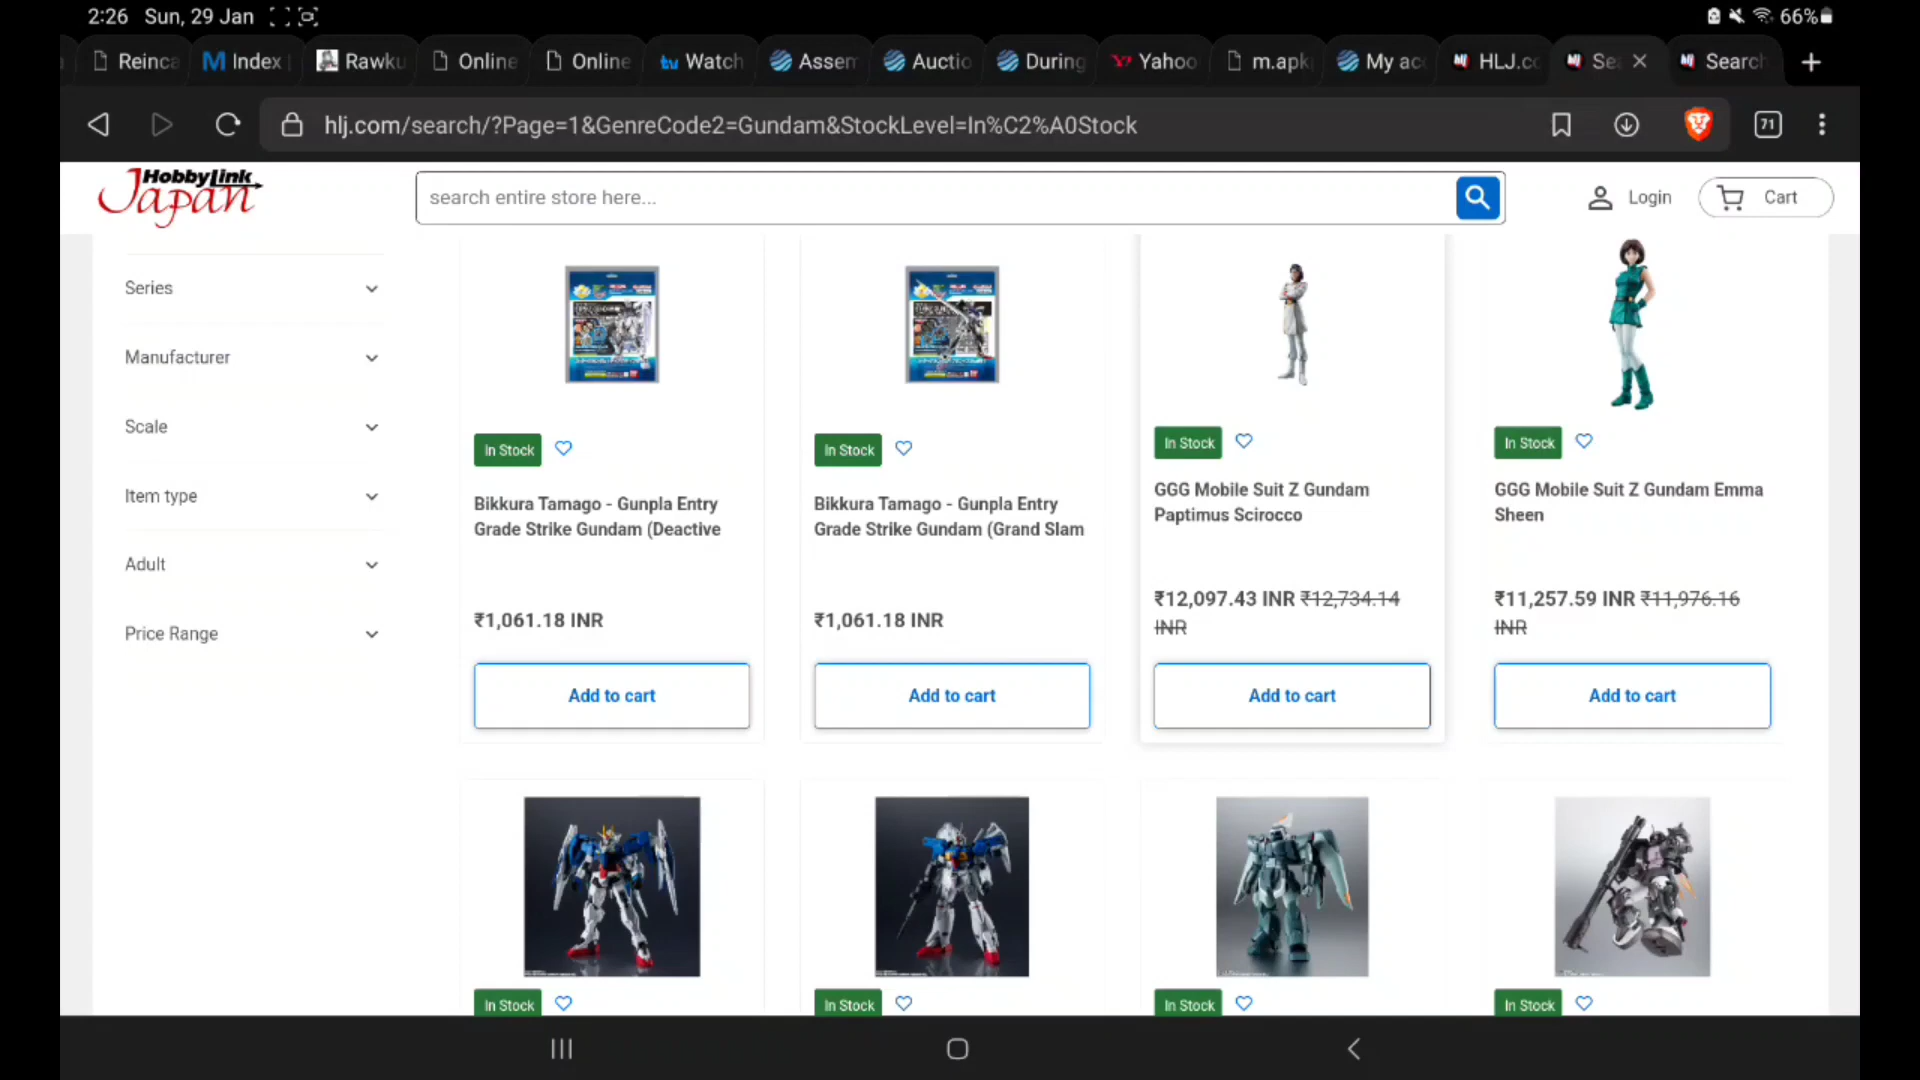 2:26 Sun, 29 Jan
66%
Reinca
Index
Rawku
Online
Online
Watch
Assem
Auctio
During
Yahoo
m.apk
My acc
HLJ.co
Se
Search
hlj.com/search/?Page=1&GenreCode2=Gundam&StockLevel=In%C2%A0Stock
71
HobbyLink
Japan
search entire store here...
Login
Cart
Series
Manufacturer
Scale
Item type
Adult
Price Range
In Stock
Bikkura Tamago - Gunpla Entry
Grade Strike Gundam (Deactive
₹1,061.18 INR
Add to cart
In Stock
Bikkura Tamago - Gunpla Entry
Grade Strike Gundam (Grand Slam
₹1,061.18 INR
Add to cart
In Stock
GGG Mobile Suit Z Gundam
Paptimus Scirocco
₹12,097.43 INR ₹12,734.14
INR
Add to cart
In Stock
GGG Mobile Suit Z Gundam Emma
Sheen
₹11,257.59 INR ₹11,976.16
INR
Add to cart
In Stock
In Stock
In Stock
In Stock